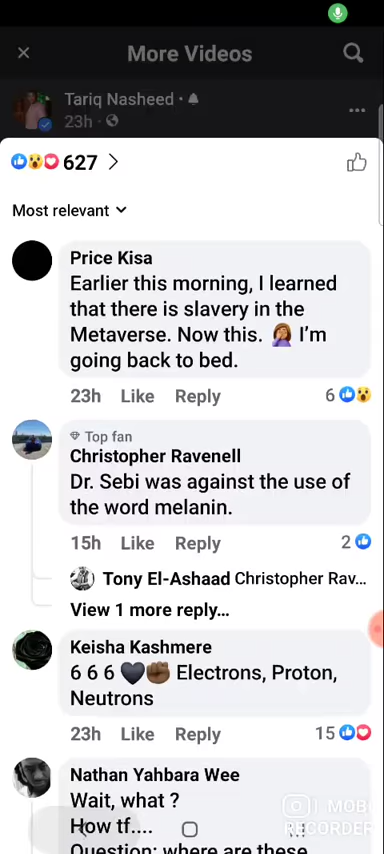 More Videos
Tariq Nasheed
23h
627
Most relevant
Price Kisa
Earlier this morning, I learned
that there is slavery in the
Metaverse. Now this. 🤦🏽‍♀️ I'm
going back to bed.
23h Like Reply 6
Top fan
Christopher Ravenell
Dr. Sebi was against the use of
the word melanin.
15h Like Reply 2
Tony El-Ashaad Christopher Rav...
View 1 more reply...
Keisha Kashmere
6 6 6 🖤✊🏾 Electrons, Proton,
Neutrons
23h Like Reply 15
Nathan Yahbara Wee
Wait, what ?
How tf....
MOBI
RECORDER
Question: where are these